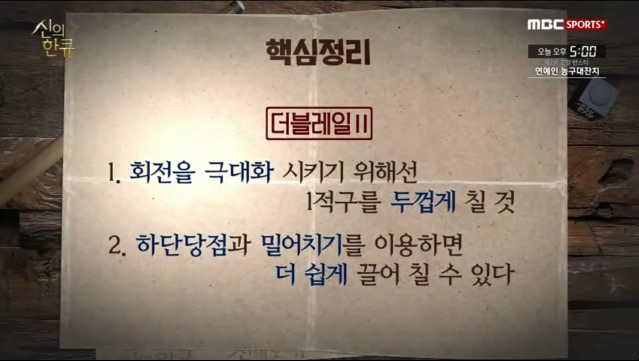 신의
한큐
MBC SPORTS+
오늘 오후 5:00
연예인 농구대잔치
핵심정리
더블레일 II
1. 회전을 극대화 시키기 위해선
1적구를 두껍게 칠 것
2. 하단당점과 밀어치기를 이용하면
더 쉽게 끌어 칠 수 있다